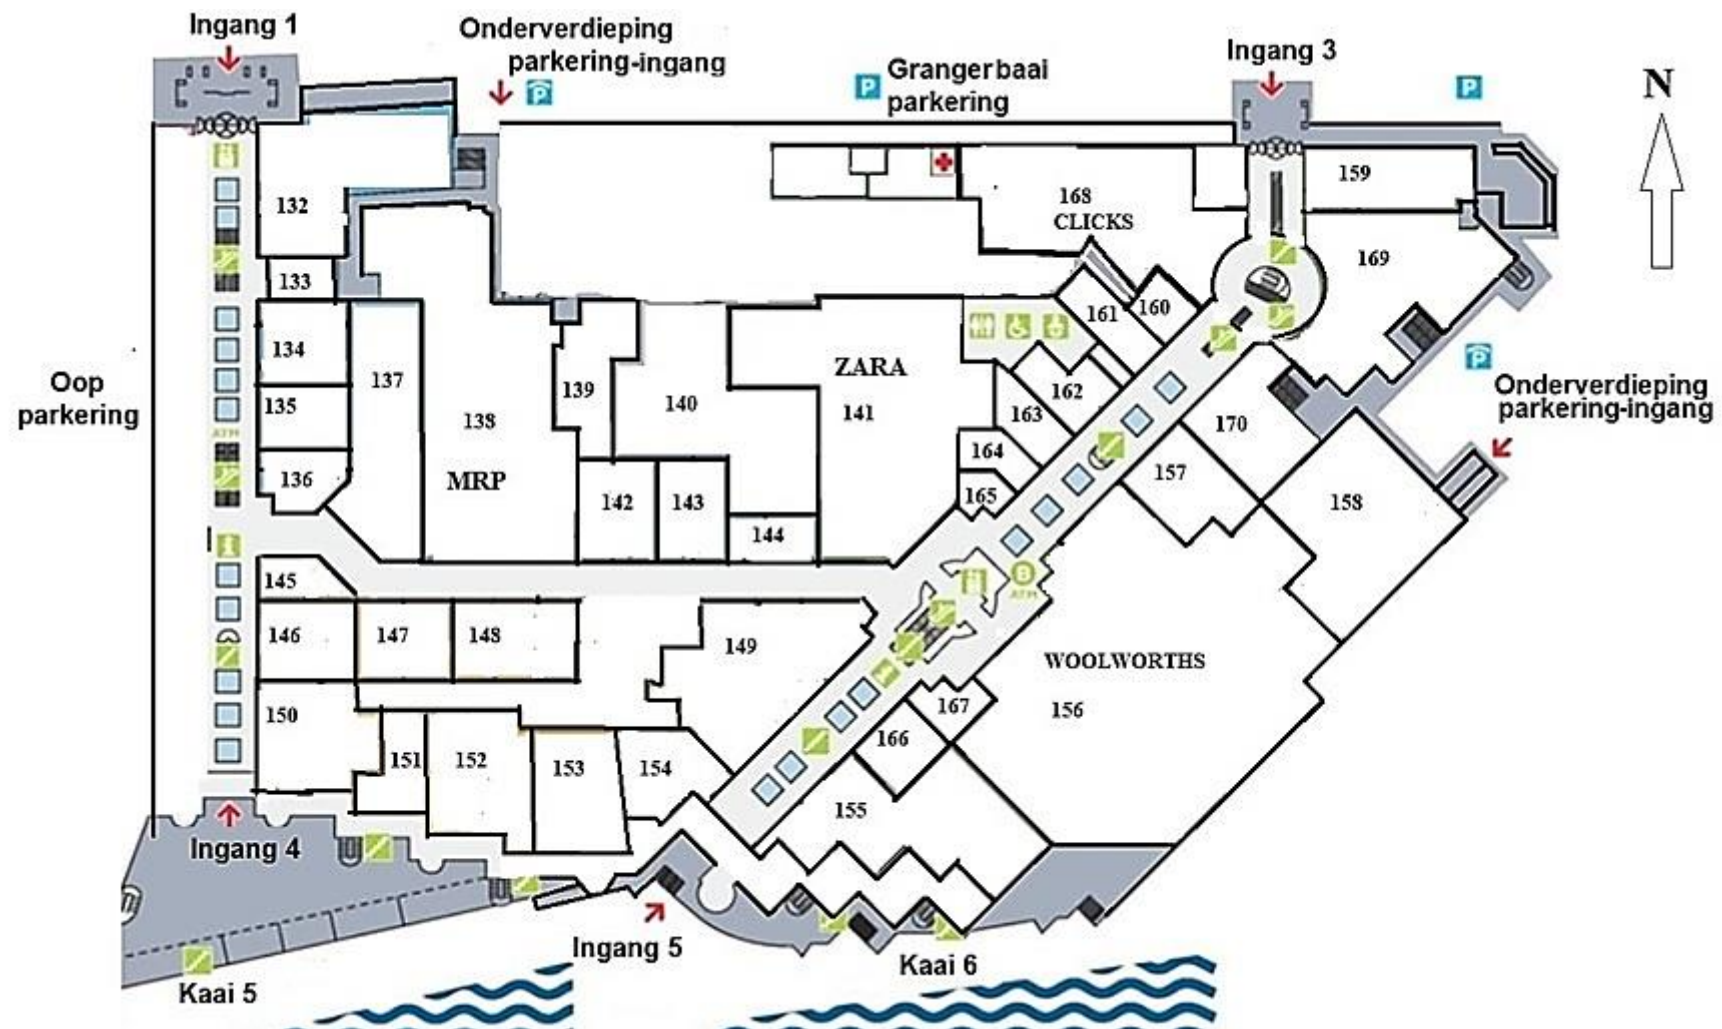 Ingang 1
Onderverdieping
parkering-ingang
P
P
Grangerbaai
parkering
Ingang 3
P
N
132
133
134
135
136
137
138
MRP
139
140
ZARA
141
142
143
144
168
CLICKS
159
169
160
161
162
163
164
165
170
157
158
P
Onderverdieping
parkering-ingang
Oop
parkering
ATM
145
146
147
148
149
150
151
152
153
154
155
B
ATM
WOOLWORTHS
156
167
166
Ingang 4
Ingang 5
Kaai 5
Kaai 6